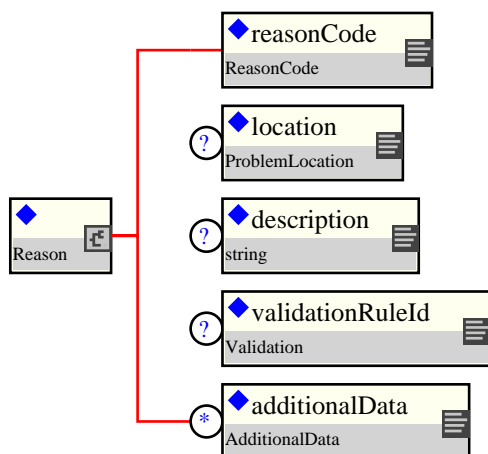 reasonCode
ReasonCode
?
location
ProblemLocation
Reason
?
description
string
?
validationRuleId
Validation
*
additionalData
AdditionalData